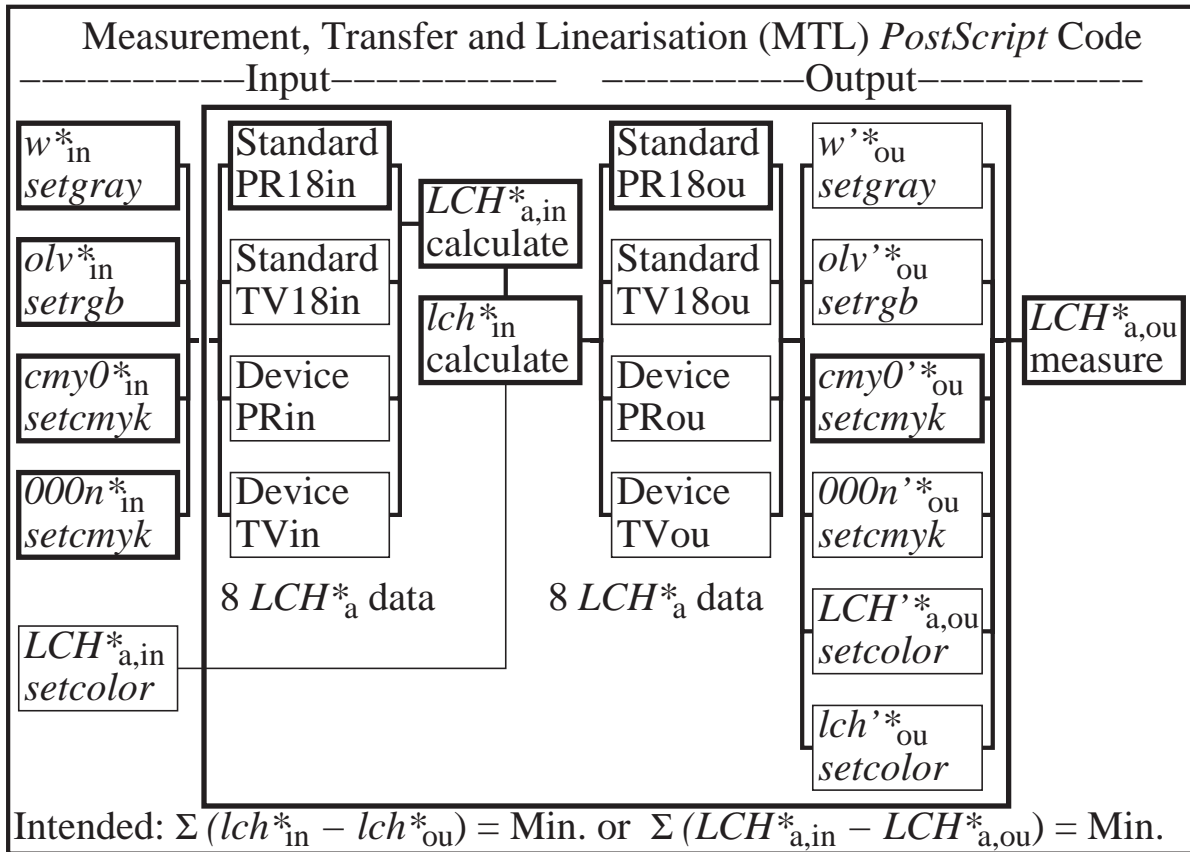 Measurement, Transfer and Linearisation (MTL) PostScript Code
––––––––––Input–––––––––– –––––––––Output––––––––––
w*in
setgray
olv*in
setrgb
cmy0*in
setcmyk
000n*in
setcmyk
LCH*a,in
setcolor
Standard
PR18in
Standard
TV18in
Device
PRin
Device
TVin
8 LCH*a data
LCH*a,in
calculate
lch*in
calculate
Standard
PR18ou
Standard
TV18ou
Device
PRou
Device
TVou
8 LCH*a data
w’*ou
setgray
olv’*ou
setrgb
cmy0’*ou
setcmyk
000n’*ou
setcmyk
LCH’*a,ou
setcolor
lch’*ou
setcolor
LCH*a,ou
measure
Intended: Σ (lch*in – lch*ou) = Min. or Σ (LCH*a,in – LCH*a,ou) = Min.